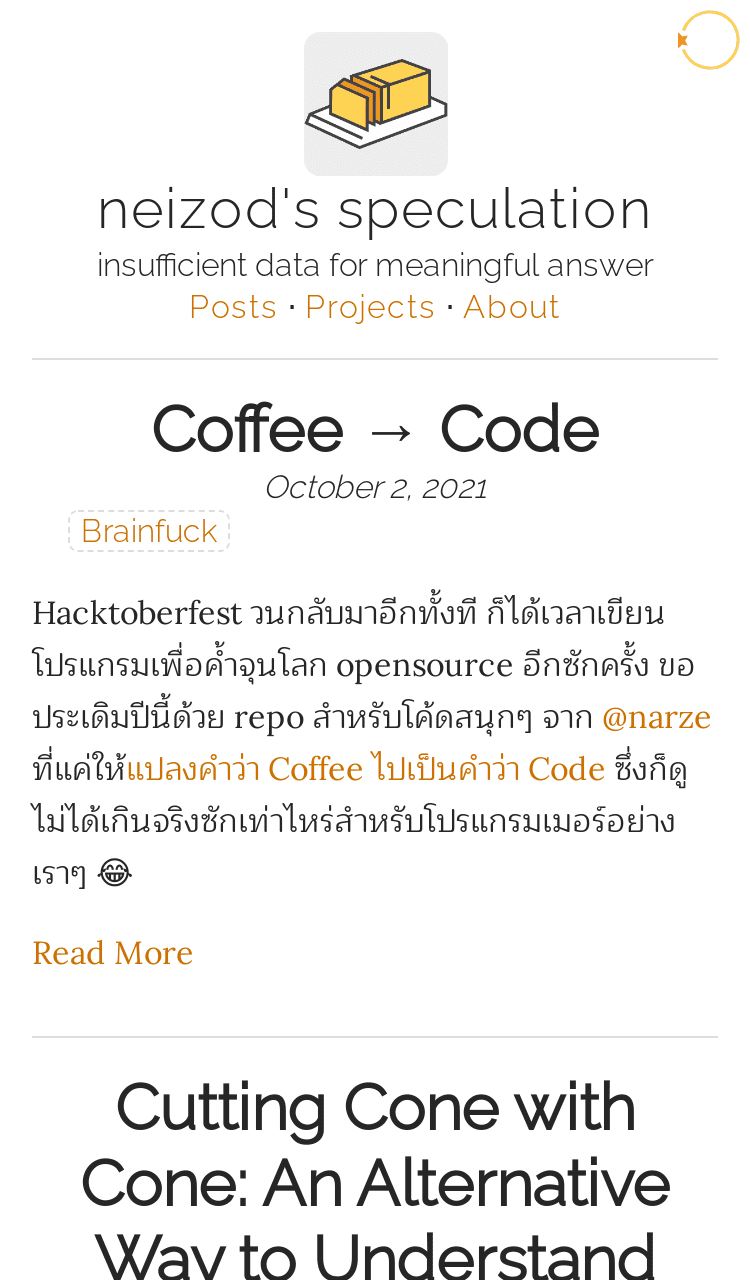 neizod's speculation
insufficient data for meaningful answer
Posts · Projects · About
Coffee → Code
October 2, 2021
Brainfuck
Hacktoberfest วนกลับมาอีกทั้งที ก็ได้เวลาเขียน
โปรแกรมเพื่อค้ำจุนโลก opensource อีกซักครั้ง ขอ
ประเดิมปีนี้ด้วย repo สำหรับโค้ดสนุกๆ จาก @narze
ที่แค่ให้แปลงคำว่า Coffee ไปเป็นคำว่า Code ซึ่งก็ดู
ไม่ได้เกินจริงซักเท่าไหร่สำหรับโปรแกรมเมอร์อย่าง
เราๆ 😂
Read More
Cutting Cone with
Cone: An Alternative
Way to Understand